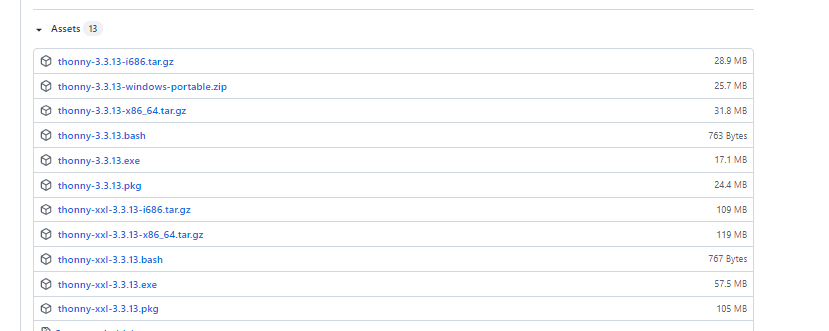 Assets 13
thonny-3.3.13-i686.tar.gz 28.9 MB
thonny-3.3.13-windows-portable.zip 25.7 MB
thonny-3.3.13-x86_64.tar.gz 31.8 MB
thonny-3.3.13.bash 763 Bytes
thonny-3.3.13.exe 17.1 MB
thonny-3.3.13.pkg 24.4 MB
thonny-xxl-3.3.13-i686.tar.gz 109 MB
thonny-xxl-3.3.13-x86_64.tar.gz 119 MB
thonny-xxl-3.3.13.bash 767 Bytes
thonny-xxl-3.3.13.exe 57.5 MB
thonny-xxl-3.3.13.pkg 105 MB